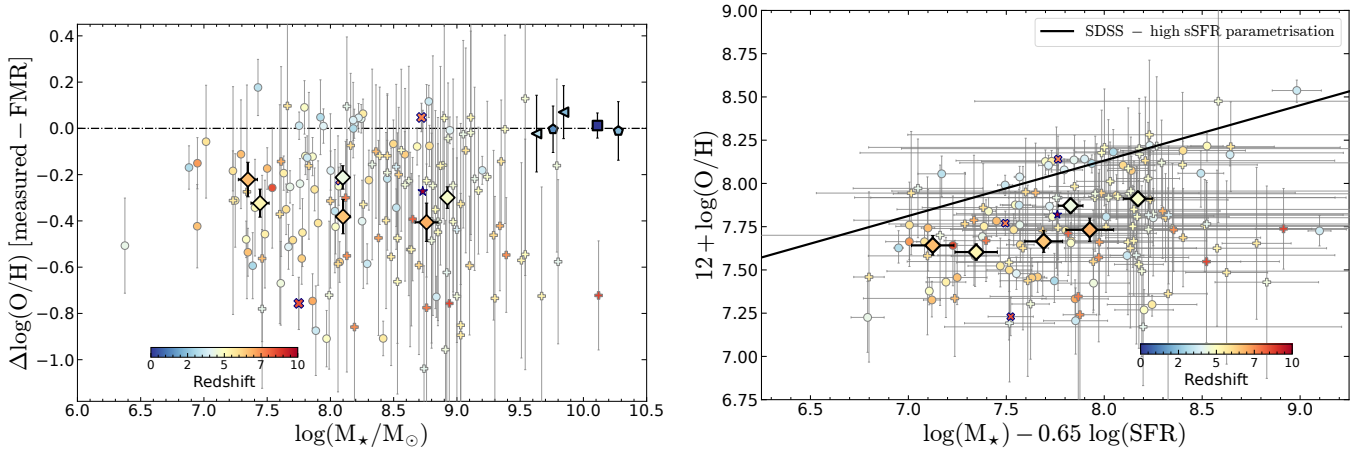 0.4
0.2
0.0
−0.2
−0.4
−0.6
−0.8
−1.0
Δlog(O/H) [measured − FMR]
0 2 5 7 10
Redshift
6.0 6.5 7.0 7.5 8.0 8.5 9.0 9.5 10.0 10.5
log(M⋆/M⊙)
9.00
8.75
8.50
8.25
8.00
7.75
7.50
7.25
7.00
6.75
12 + log(O/H)
SDSS − high sSFR parametrisation
0 2 5 7 10
Redshift
6.5 7.0 7.5 8.0 8.5 9.0
log(M⋆) − 0.65 log(SFR)